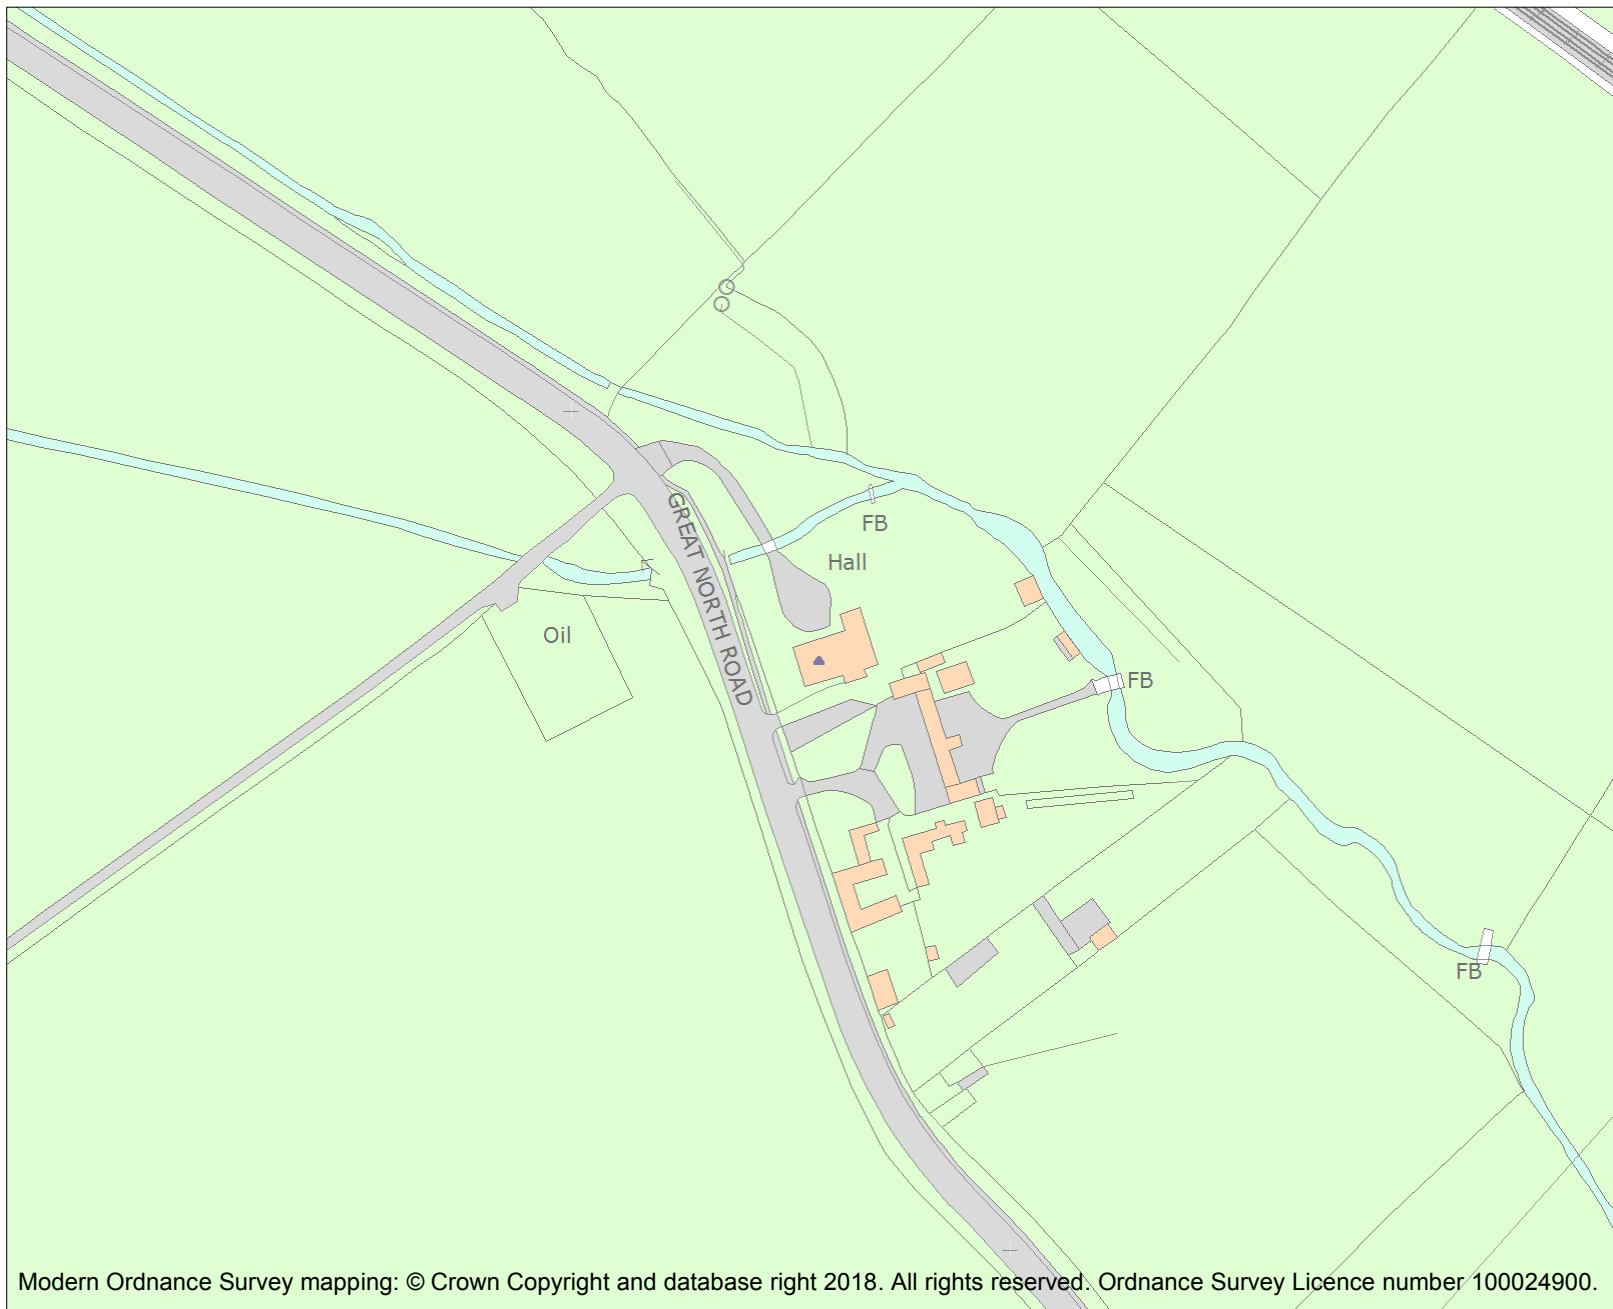 FB
GREAT NORTH ROAD
Hall
Oil
FB
FB
Modern Ordnance Survey mapping: © Crown Copyright and database right 2018. All rights reserved. Ordnance Survey Licence number 100024900.